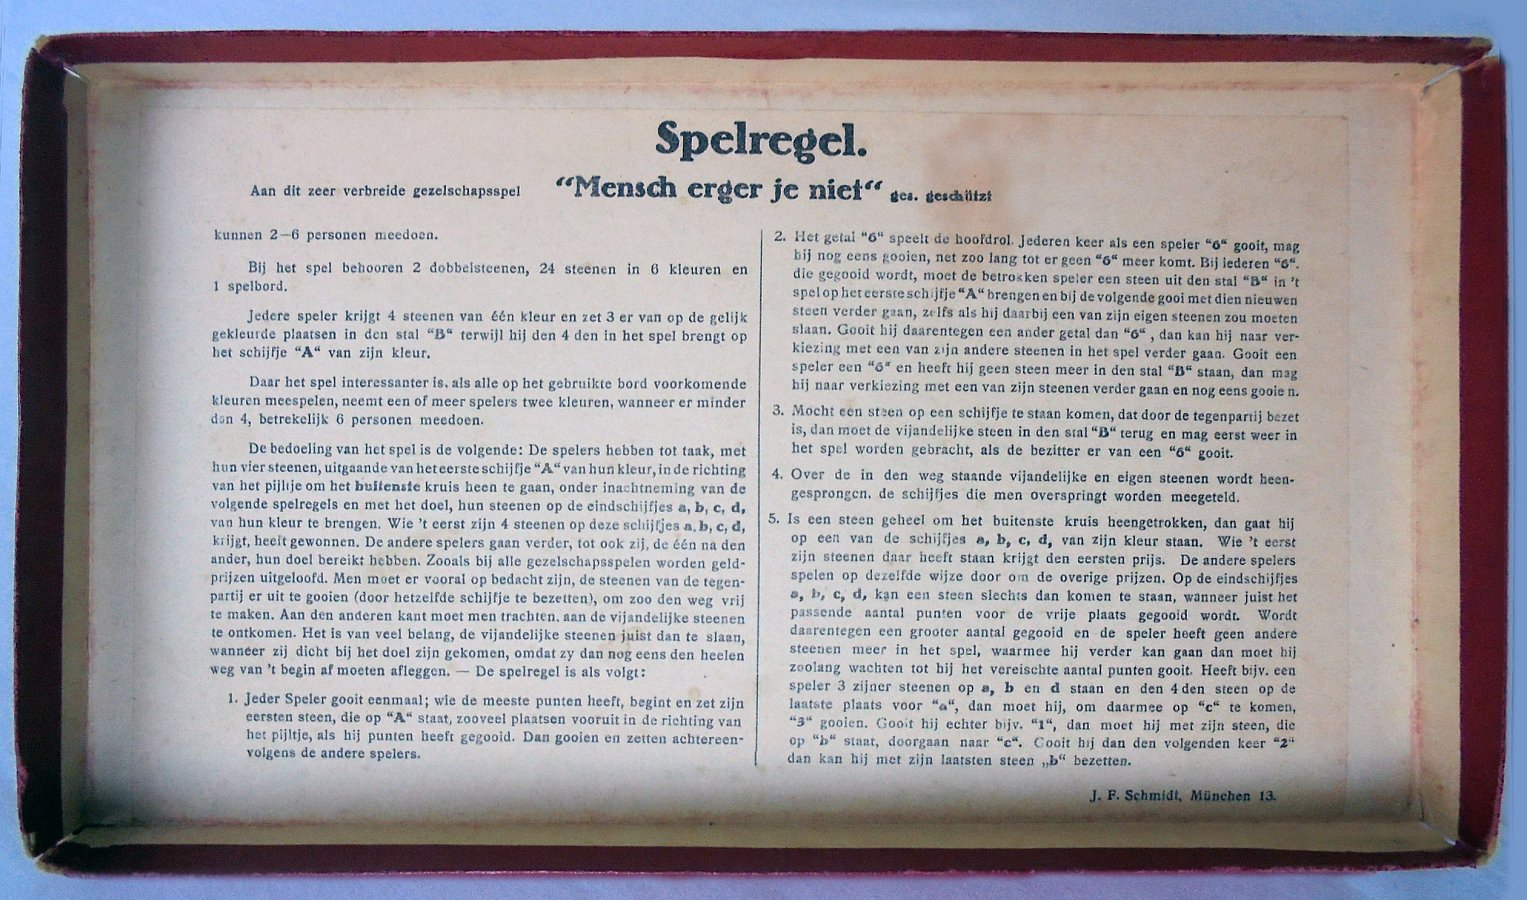 Spelregel.
Aan dit zeer verbreide gezelschapsspel “Mensch erger je niet“ ges. geschützt
kunnen 2—6 personen meedoen.
Bij het spel behooren 2 dobbelsteenen, 24 steenen in 6 kleuren en
1 spelbord.
Jedere speler krijgt 4 steenen van één kleur en zet 3 er van op de gelijk
gekleurde plaatsen in den stal “B“ terwijl hij den 4 den in het spel brengt op
het schijfje “A“ van zijn kleur.
Daar het spel interessanter is, als alle op het gebruikte bord voorkomende
kleuren meespelen, neemt een of meer spelers twee kleuren, wanneer er minder
dan 4, betrekelijk 6 personen meedoen.
De bedoeling van het spel is de volgende: De spelers hebben tot taak, met
hun vier steenen, uitgaande van het eerste schijfje “A“ van hun kleur, in de richting
van het pijltje om het buitenste kruis heen te gaan, onder inachtneming van de
volgende spelregels en met het doel, hun steenen op de eindschijfjes a, b, c, d,
van hun kleur te brengen. Wie 't eerst zijn 4 steenen op deze schijfjes a, b, c, d,
krijgt, heeft gewonnen. De andere spelers gaan verder, tot ook zij, de één na den
ander, hun doel bereikt hebben. Zooals bij alle gezelschapsspelen worden geld-
prijzen uitgeloofd. Men moet er vooral op bedacht zijn, de steenen van de tegen-
partij er uit te gooien (door hetzelfde schijfje te bezetten), om zoo den weg vrij
te maken. Aan den anderen kant moet men trachten, aan de vijandelijke steenen
te ontkomen. Het is van veel belang, de vijandelijke steenen juist dan te slaan,
wanneer zij dicht bij het doel zijn gekomen, omdat zy dan nog eens den heelen
weg van 't begin af moeten afleggen. — De spelregel is als volgt:
1. Jeder Speler gooit eenmaal; wie de meeste punten heeft, begint en zet zijn
eersten steen, die op “A“ staat, zooveel plaatsen vooruit in de richting van
het pijltje, als hij punten heeft gegooid. Dan gooien en zetten achtereen-
volgens de andere spelers.
2. Het getal “6“ speelt de hoofdrol. Jederen keer als een speler “6“ gooit, mag
hij nog eens gooien, net zoo lang tot er geen “6“ meer komt. Bij iederen “6“.
die gegooid wordt, moet de betrokken speler een steen uit den stal “B“ in 't
spel op het eerste schijfje “A“ brengen en bij de volgende gooi met dien nieuwen
steen verder gaan, zelfs als hij daarbij een van zijn eigen steenen zou moeten
slaan. Gooit hij daarentegen een ander getal dan “6“ , dan kan hij naar ver-
kiezing met een van zijn andere steenen in het spel verder gaan. Gooit een
speler een “6“ en heeft hij geen steen meer in den stal “B“ staan, dan mag
hij naar verkiezing met een van zijn steenen verder gaan en nog eens gooie n.
3. Mocht een steen op een schijfje te staan komen, dat door de tegenpartij bezet
is, dan moet de vijandelijke steen in den stal “B“ terug en mag eerst weer in
het spel worden gebracht, als de bezitter er van een “6“ gooit.
4. Over de in den weg staande vijandelijke en eigen steenen wordt heen-
gesprongen, de schijfjes die men overspringt worden meegeteld.
5. Is een steen geheel om het buitenste kruis heengetrokken, dan gaat hij
op een van de schijfjes a, b, c, d, van zijn kleur staan. Wie 't eerst
zijn steenen daar heeft staan krijgt den eersten prijs. De andere spelers
spelen op dezelfde wijze door om de overige prijzen. Op de eindschijfjes
a, b, c, d, kan een steen slechts dan komen te staan, wanneer juist het
passende aantal punten voor de vrije plaats gegooid wordt. Wordt
daarentegen een grooter aantal gegooid en de speler heeft geen andere
steenen meer in het spel, waarmee hij verder kan gaan dan moet hij
zoolang wachten tot hij het vereischte aantal punten gooit. Heeft bijv. een
speler 3 zijner steenen op a, b en d staan en den 4 den steen op de
laatste plaats voor “a“, dan moet hij, om daarmee op “c“ te komen,
“3“ gooien. Gooit hij echter bijv. “1“, dan moet hij met zijn steen, die
op “b“ staat, doorgaan naar “c“. Gooit hij dan den volgenden keer “2“
dan kan hij met zijn laatsten steen „b“ bezetten.
J. F. Schmidt, München 13.